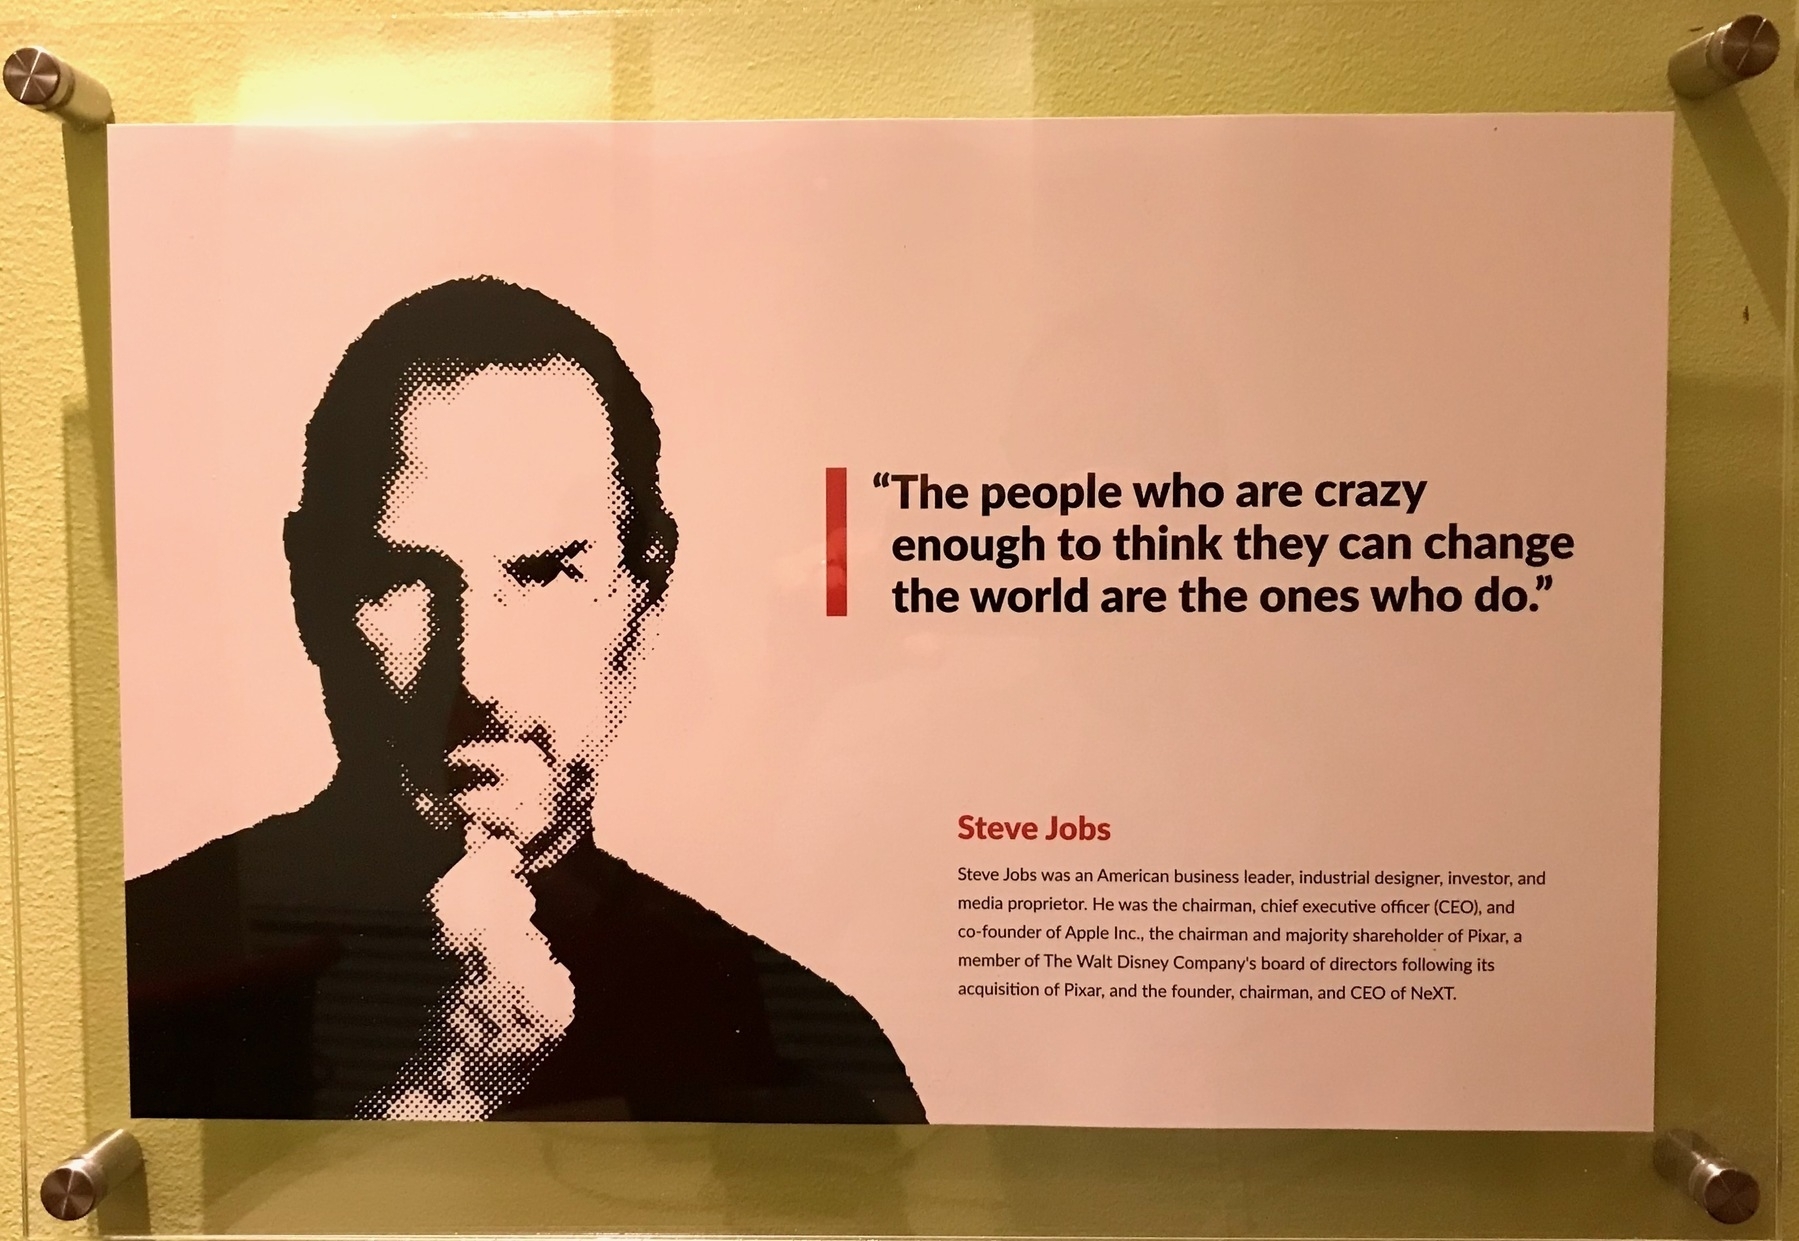 “The people who are crazy
enough to think they can change
the world are the ones who do.”
Steve Jobs
Steve Jobs was an American business leader, industrial designer, investor, and
media proprietor. He was the chairman, chief executive officer (CEO), and
co-founder of Apple Inc., the chairman and majority shareholder of Pixar, a
member of The Walt Disney Company's board of directors following its
acquisition of Pixar, and the founder, chairman, and CEO of NeXT.